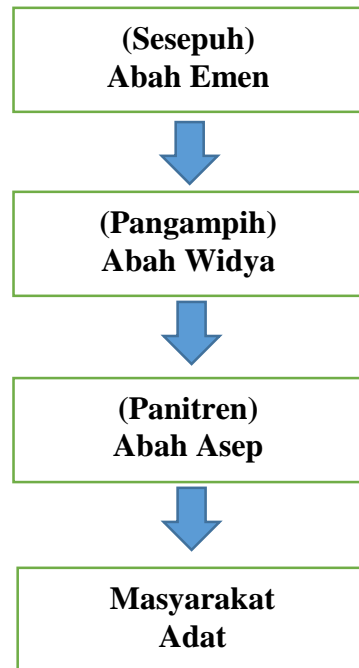 (Sesepuh)
Abah Emen
(Pangampih)
Abah Widya
(Panitren)
Abah Asep
Masyarakat
Adat